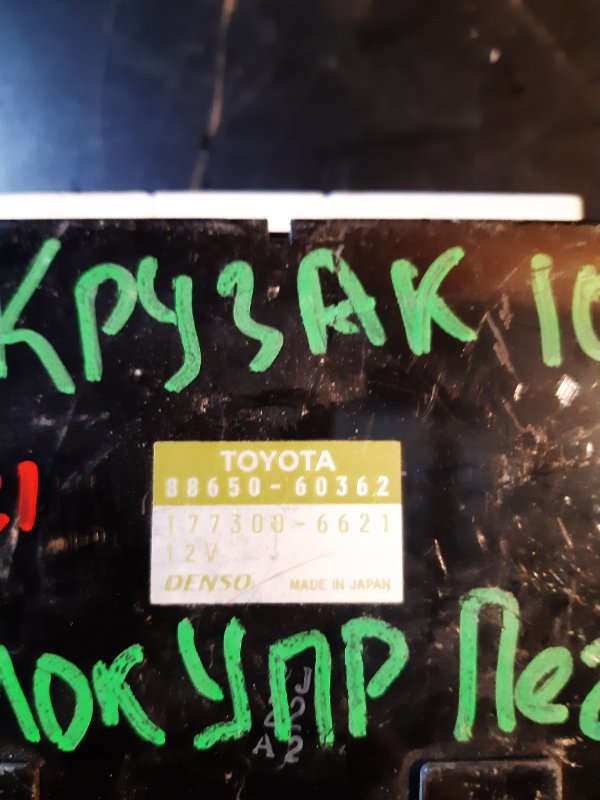 КРУЗАК 10
TOYOTA
88650-60362
177300-6621
12V
DENSO MADE IN JAPAN
лок УПР Пе